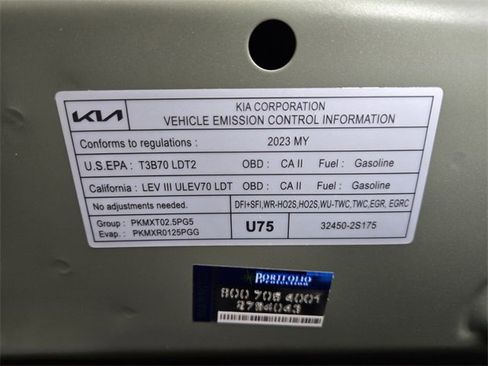 KIA
KIA CORPORATION
VEHICLE EMISSION CONTROL INFORMATION
Conforms to regulations : 2023 MY
U.S.EPA : T3B70 LDT2 OBD : CA II Fuel : Gasoline
California : LEV III ULEV70 LDT OBD : CA II Fuel : Gasoline
No adjustments needed. DFI+SFI,WR-HO2S,HO2S,WU-TWC,TWC,EGR, EGRC
Group : PKMXT02.5PG5 U75 32450-2S175
Evap. : PKMXR0125PGG
PORTFOLIO
Protection
800 706 4001
2784043